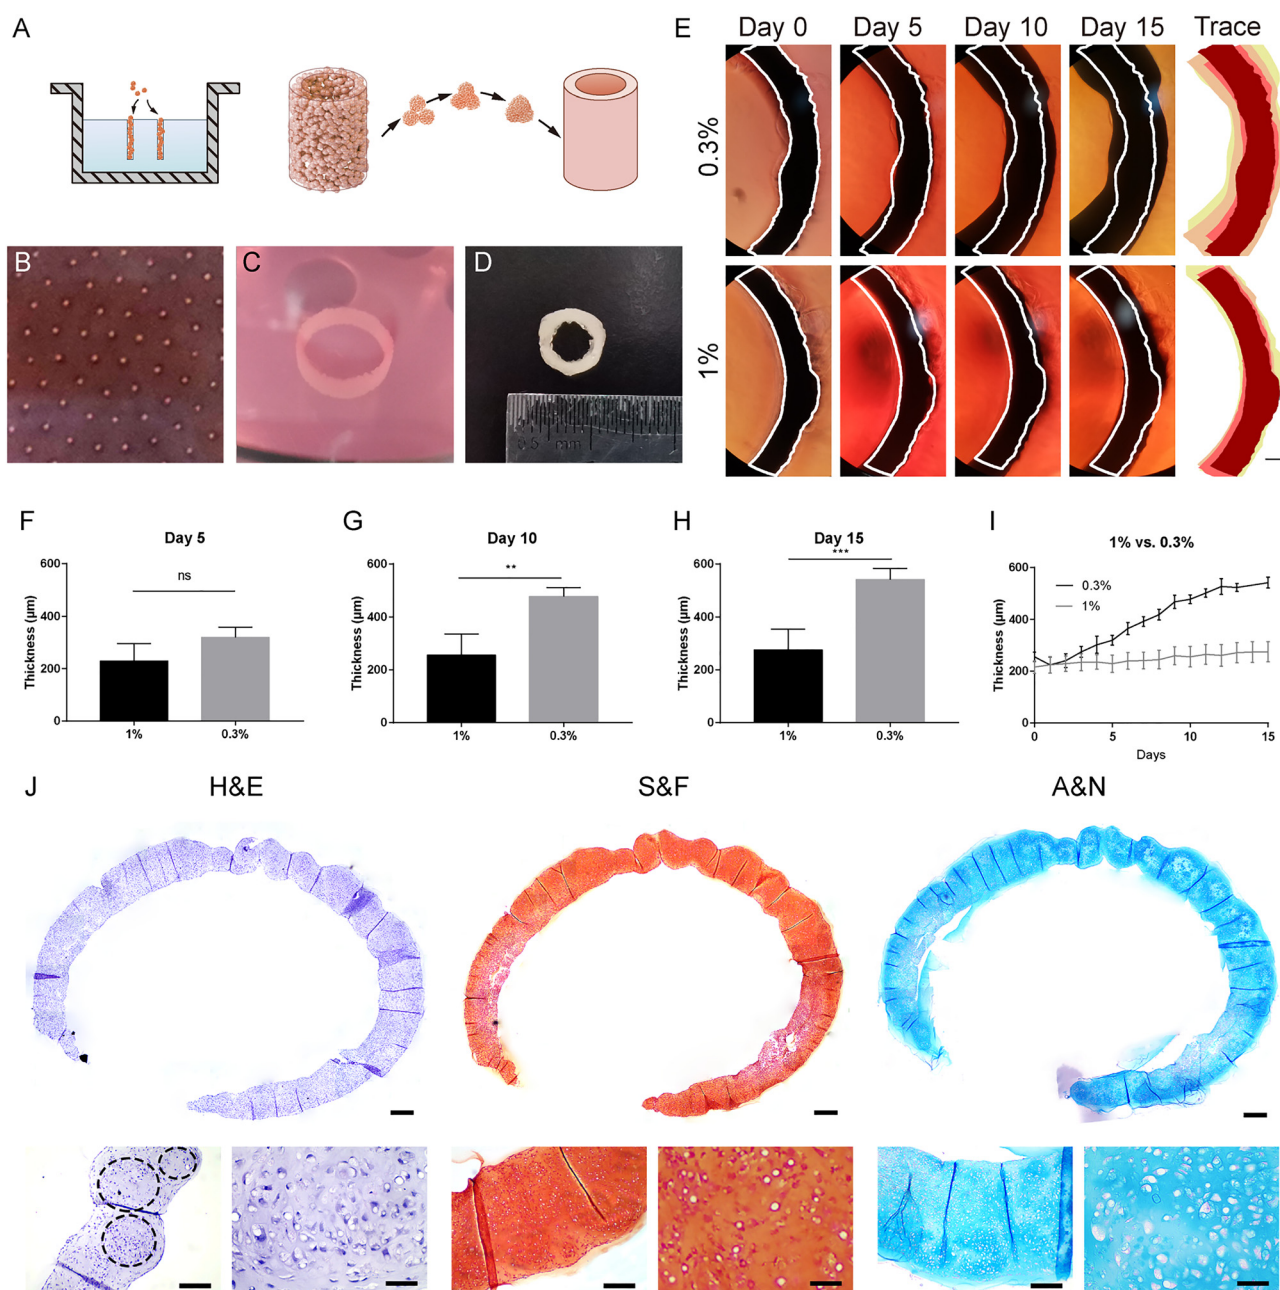 A
E
Day 0
Day 5
Day 10
Day 15
Trace
0.3%
1%
B
C
D
0.5 mm
F
Day 5
ns
Thickness (µm)
600
400
200
0
1%
0.3%
G
Day 10
**
Thickness (µm)
600
400
200
0
1%
0.3%
H
Day 15
***
Thickness (µm)
600
400
200
0
1%
0.3%
I
1% vs. 0.3%
0.3%
1%
Thickness (µm)
600
400
200
0
0
5
10
15
Days
J
H&E
S&F
A&N